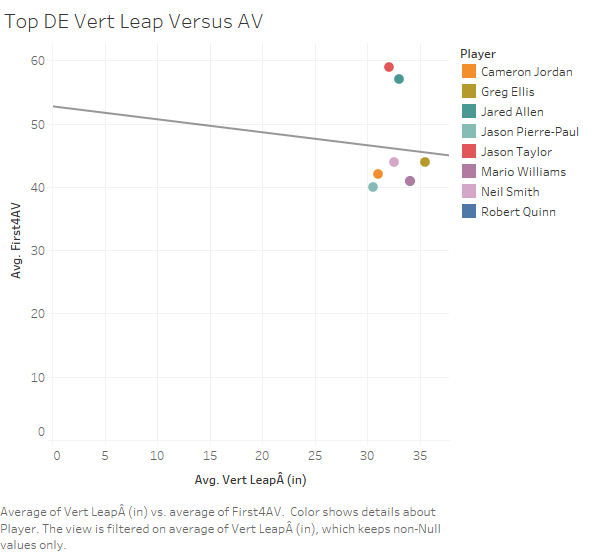 Top DE Vert Leap Versus AV
Player
Cameron Jordan
Greg Ellis
Jared Allen
Jason Pierre-Paul
Jason Taylor
Mario Williams
Neil Smith
Robert Quinn
Avg. First4AV
60
50
40
30
20
10
0
0 5 10 15 20 25 30 35
Avg. Vert LeapÂ (in)
Average of Vert LeapÂ (in) vs. average of First4AV. Color shows details about
Player. The view is filtered on average of Vert LeapÂ (in), which keeps non-Null
values only.